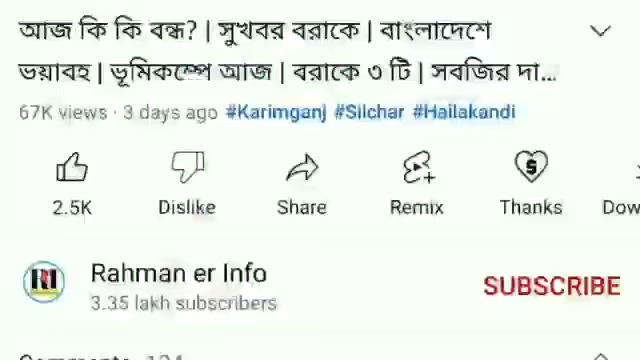 আজ কি কি বন্ধ? | সুখবর বরাকে | বাংলাদেশে
ভয়াবহ | ভূমিকম্পে আজ | বরাকে ৩ টি | সবজির দা...
67K views · 3 days ago #Karimganj #Silchar #Hailakandi
2.5K Dislike Share Remix Thanks Dow
Rahman er Info
SUBSCRIBE
3.35 lakh subscribers